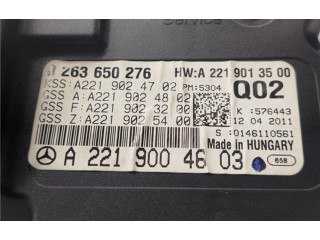 Service
263 650 276 HW:A 221 901 35 00
KSS:A221 902 47 02 PM:5304 Q02
GSS A:A221 902 48 02
GSS F:A221 902 32 00 K :576443
GSS Z:A221 902 54 00 12 04 2011
S :0146110561
A 221 900 46 03 Made in HUNGARY
658